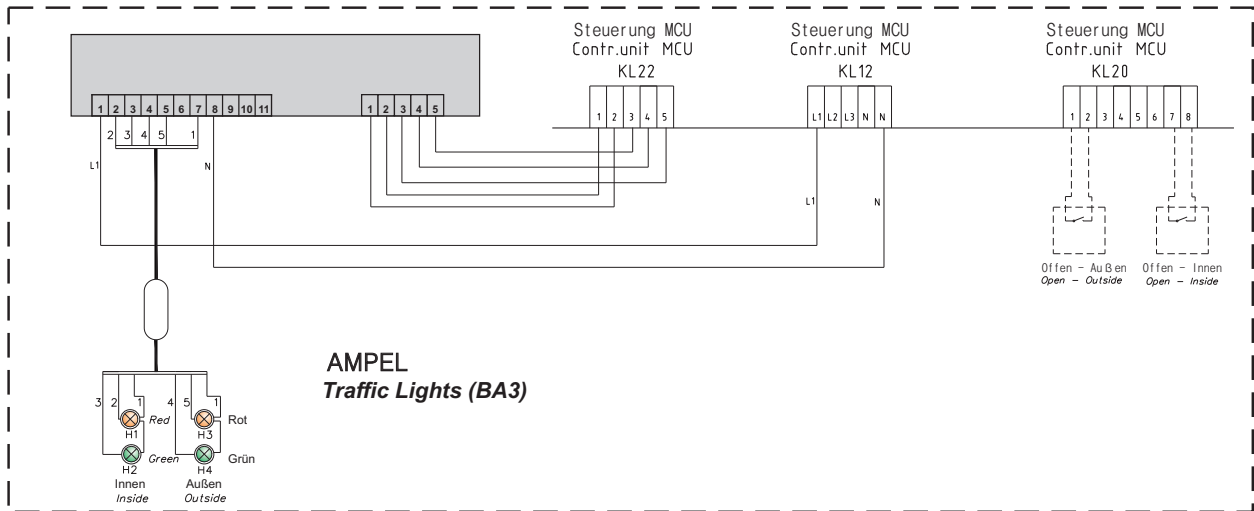 Steuerung MCU
Contr.unit MCU
KL22
Steuerung MCU
Contr.unit MCU
KL12
Steuerung MCU
Contr.unit MCU
KL20
1 2 3 4 5 6 7 8 9 10 11
1 2 3 4 5
1 2 3 4 5
L1 L2 L3 N N
1 2 3 4 5 6 7 8
2 3 4 5 1
L1
N
L1
N
Offen - Außen
Open - Outside
Offen - Innen
Open - Inside
AMPEL
Traffic Lights (BA3)
3 2 1 4 5 1
H1
Red
H3
Rot
H2
Green
H4
Grün
Innen
Inside
Außen
Outside